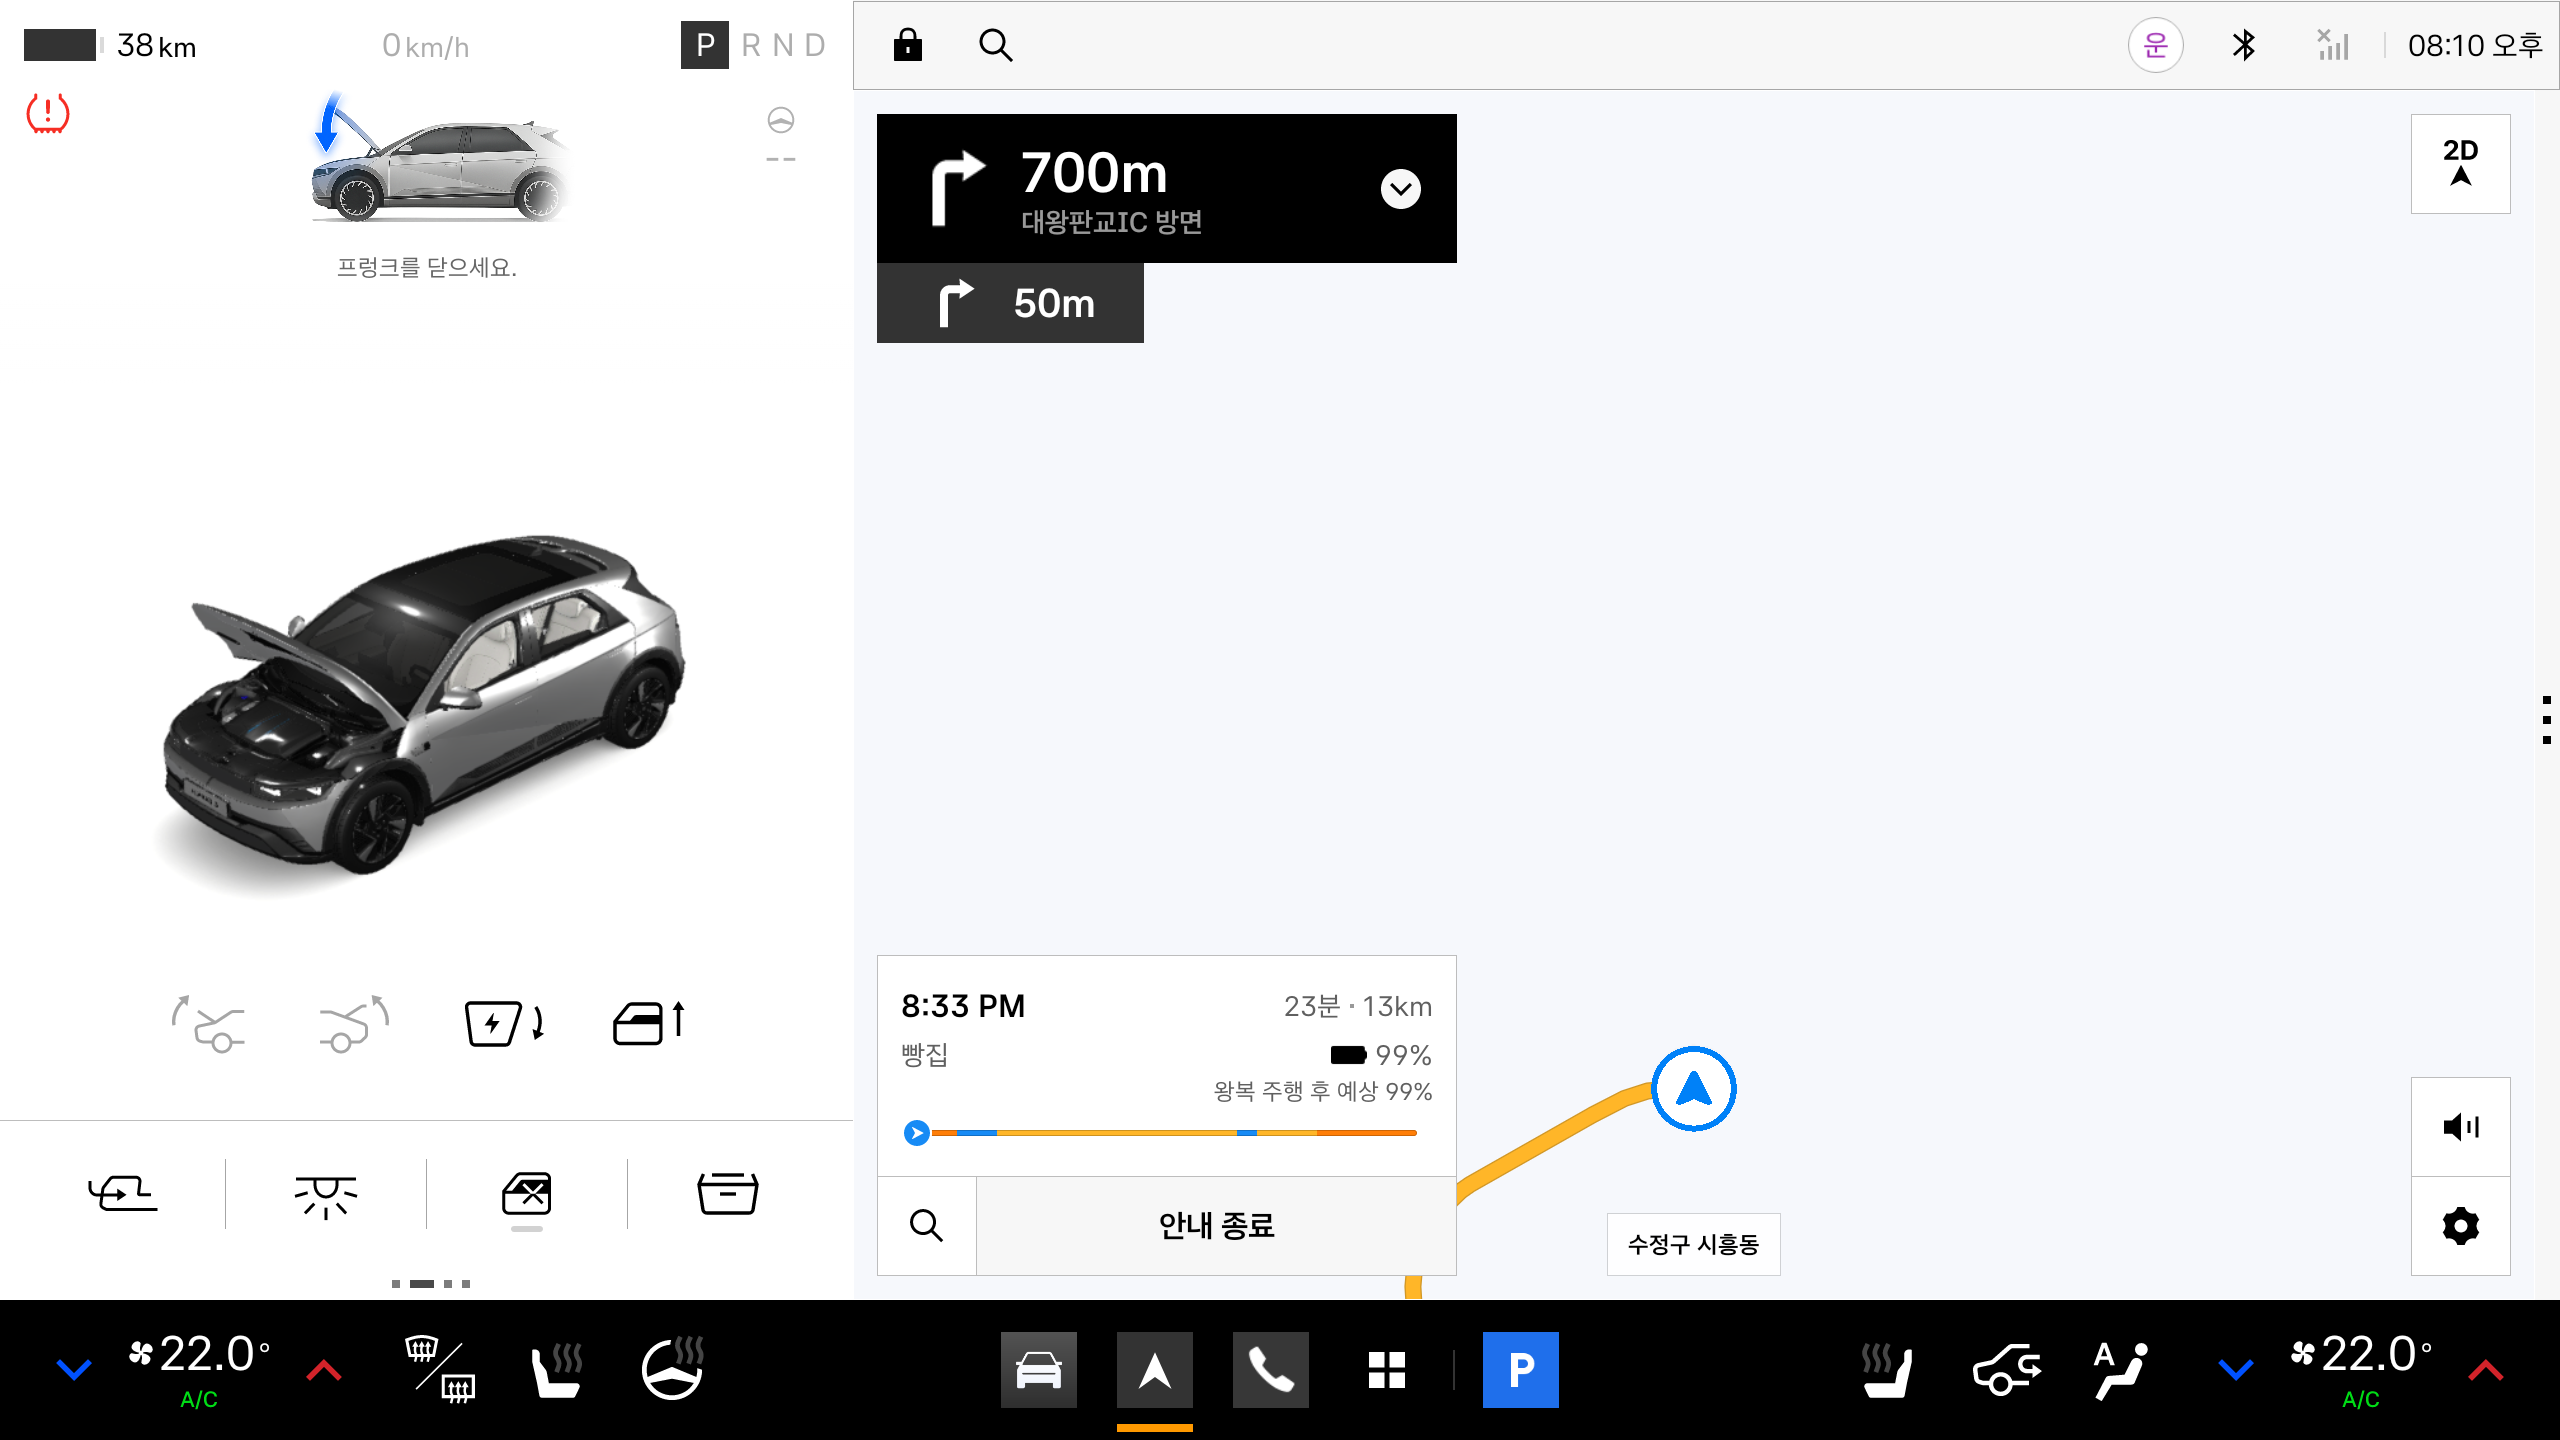 38 km
0 km/h
P R N D
08:10 오후
운
프렁크를 닫으세요.
700m
대왕판교IC 방면
50m
2D
8:33 PM
23분 · 13km
빵집
99%
왕복 주행 후 예상 99%
안내 종료
수정구 시흥동
22.0°
A/C
P
A
22.0°
A/C